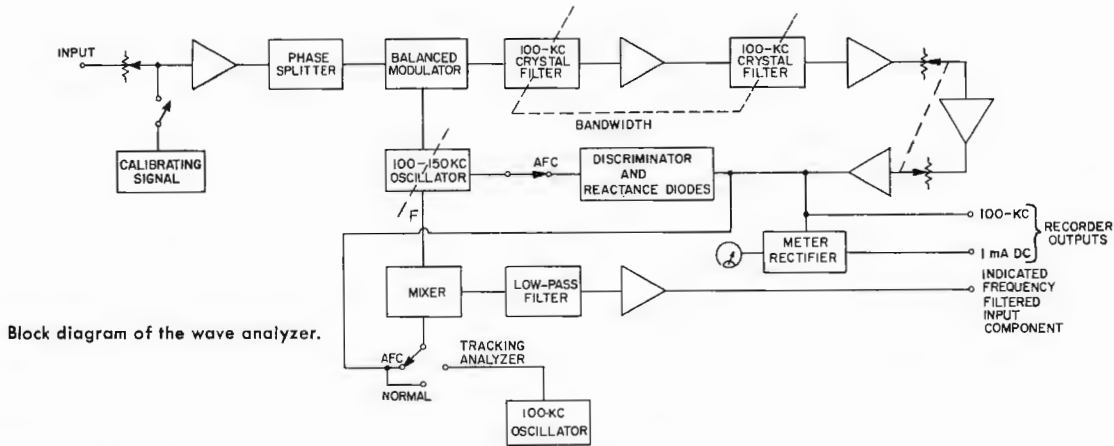 INPUT
PHASE
SPLITTER
BALANCED
MODULATOR
100-KC
CRYSTAL
FILTER
100-KC
CRYSTAL
FILTER
BANDWIDTH
CALIBRATING
SIGNAL
100-150KC
OSCILLATOR
AFC
DISCRIMINATOR
AND
REACTANCE DIODES
F
100-KC
1 mA DC
RECORDER
OUTPUTS
METER
RECTIFIER
MIXER
LOW-PASS
FILTER
INDICATED
FREQUENCY
FILTERED
INPUT
COMPONENT
Block diagram of the wave analyzer.
AFC
TRACKING
ANALYZER
NORMAL
100-KC
OSCILLATOR